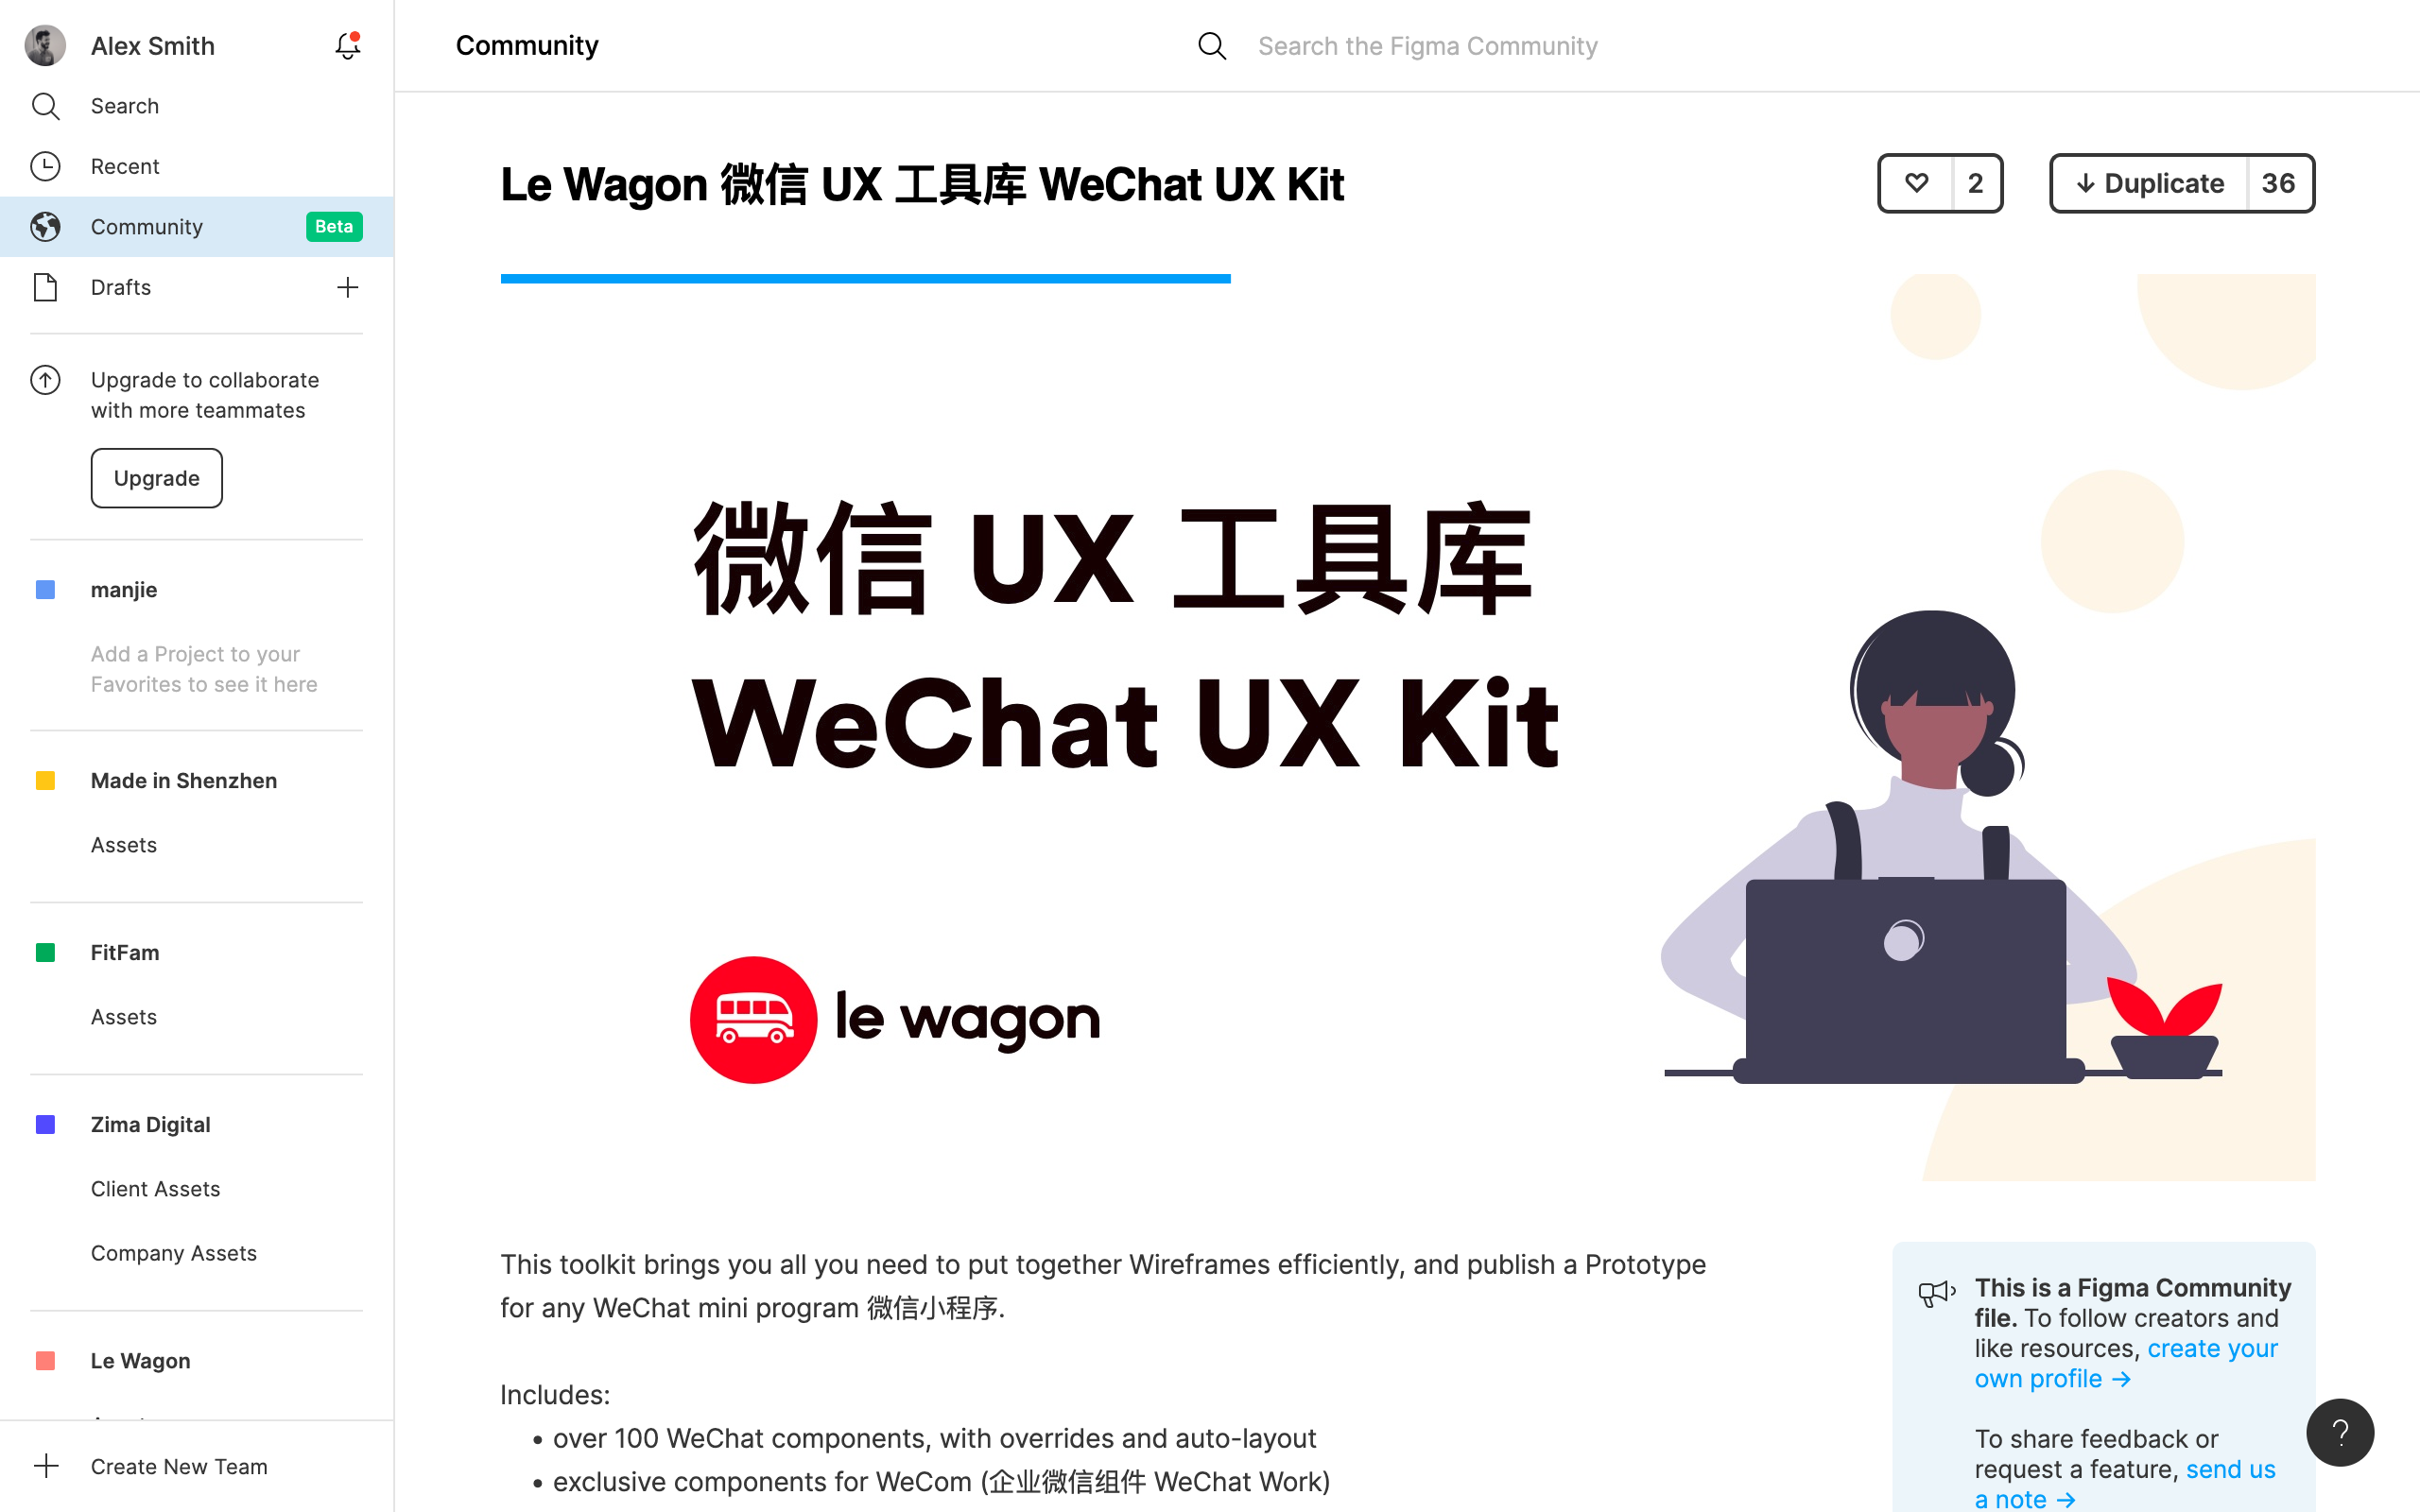 Alex Smith
Search
Recent
Community Beta
Drafts
Upgrade to collaborate
with more teammates
Upgrade
manjie
Add a Project to your
Favorites to see it here
Made in Shenzhen
Assets
FitFam
Assets
Zima Digital
Client Assets
Company Assets
Le Wagon
Create New Team
Community
Search the Figma Community
Le Wagon 微信 UX 工具库 WeChat UX Kit
2
Duplicate 36
微信 UX 工具库
WeChat UX Kit
le wagon
This toolkit brings you all you need to put together Wireframes efficiently, and publish a Prototype
for any WeChat mini program 微信小程序.
Includes:
• over 100 WeChat components, with overrides and auto-layout
• exclusive components for WeCom (企业微信组件 WeChat Work)
This is a Figma Community
file. To follow creators and
like resources, create your
own profile →
To share feedback or
request a feature, send us
a note →
?